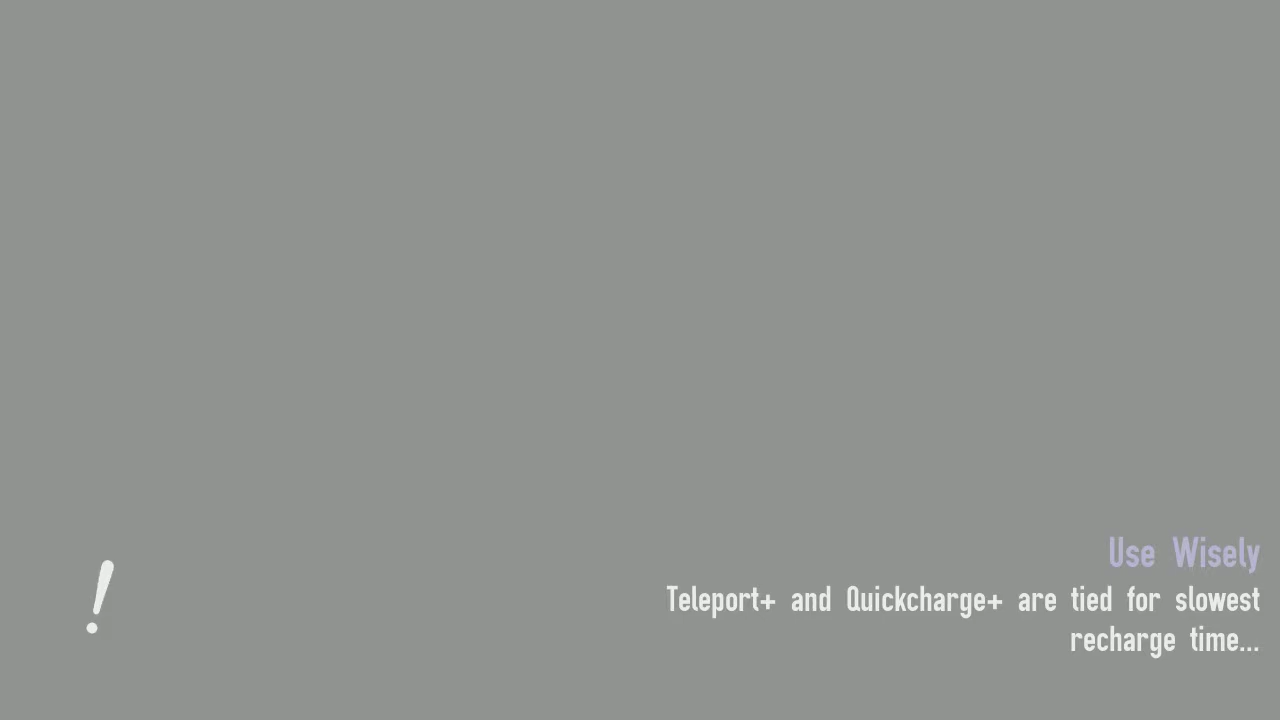 Use Wisely
Teleport+ and Quickcharge+ are tied for slowest
recharge time...
!